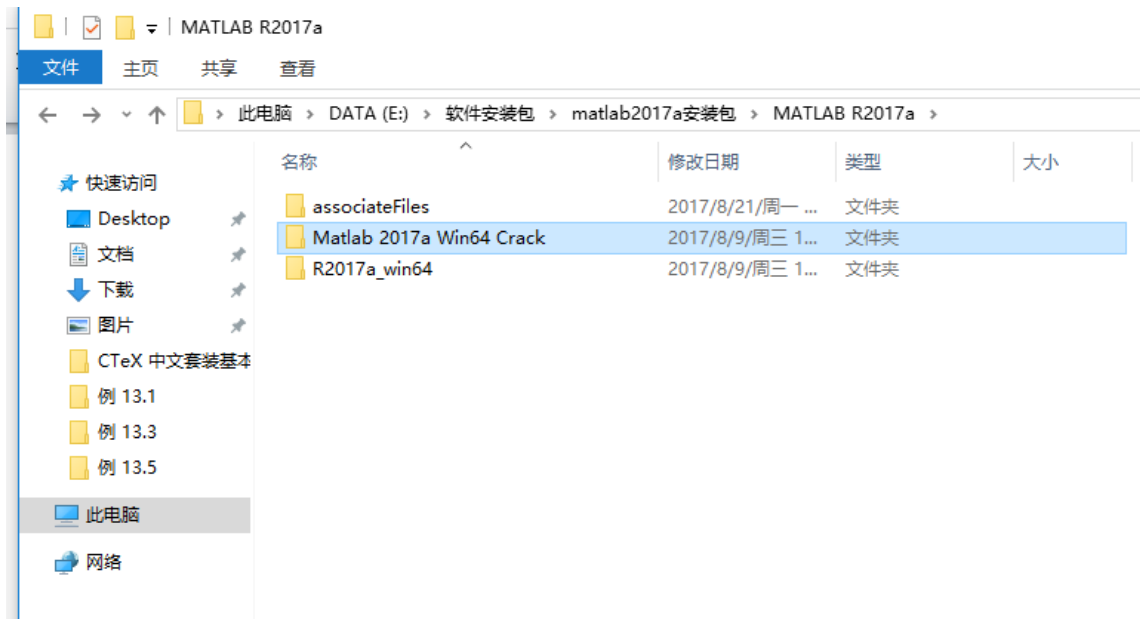 MATLAB R2017a
文件 主页 共享 查看
此电脑 > DATA (E:) > 软件安装包 > matlab2017a安装包 > MATLAB R2017a >
名称 修改日期 类型 大小
快速访问
Desktop
文档
下载
图片
CTeX 中文套装基本
例 13.1
例 13.3
例 13.5
此电脑
网络
associateFiles 2017/8/21/周一 ... 文件夹
Matlab 2017a Win64 Crack 2017/8/9/周三 1... 文件夹
R2017a_win64 2017/8/9/周三 1... 文件夹